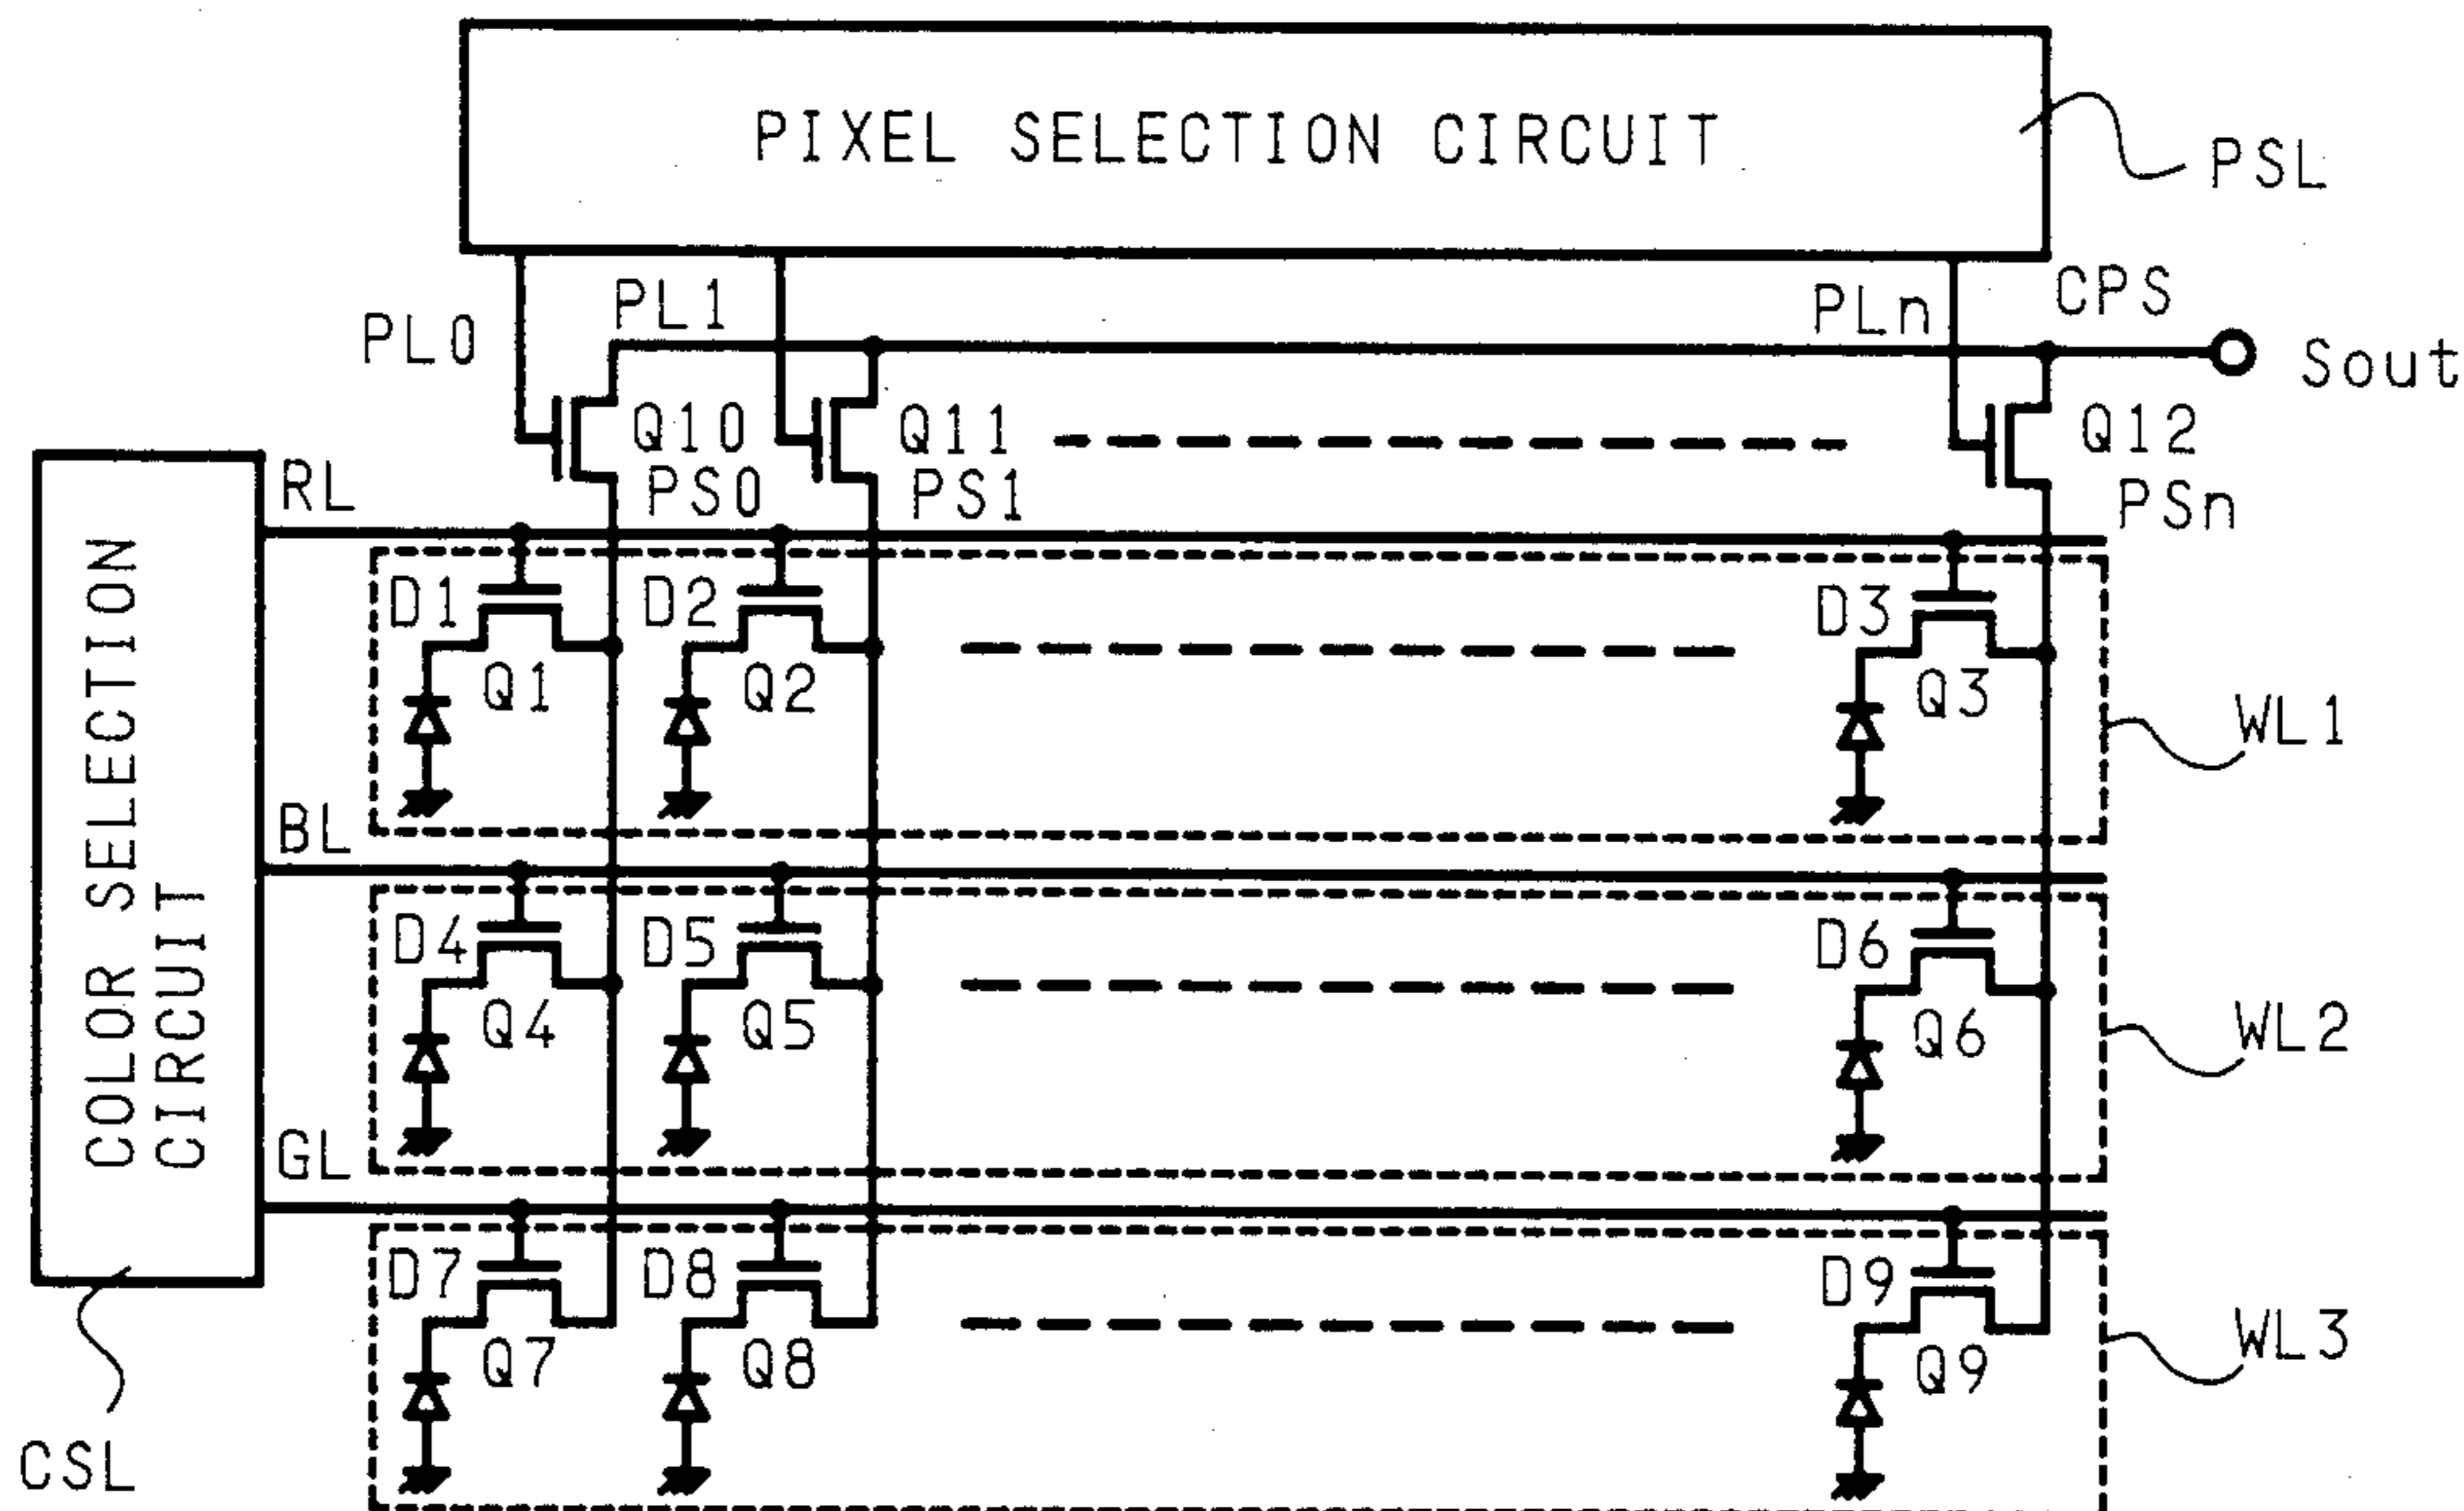 PIXEL SELECTION CIRCUIT
PSL
PL0
PL1
PLn
CPS
Sout
Q10
Q11
Q12
PS0
PS1
PSn
COLOR SELECTION
CIRCUIT
CSL
RL
D1
D2
D3
Q1
Q2
Q3
WL1
BL
D4
D5
D6
Q4
Q5
Q6
WL2
GL
D7
D8
D9
Q7
Q8
Q9
WL3